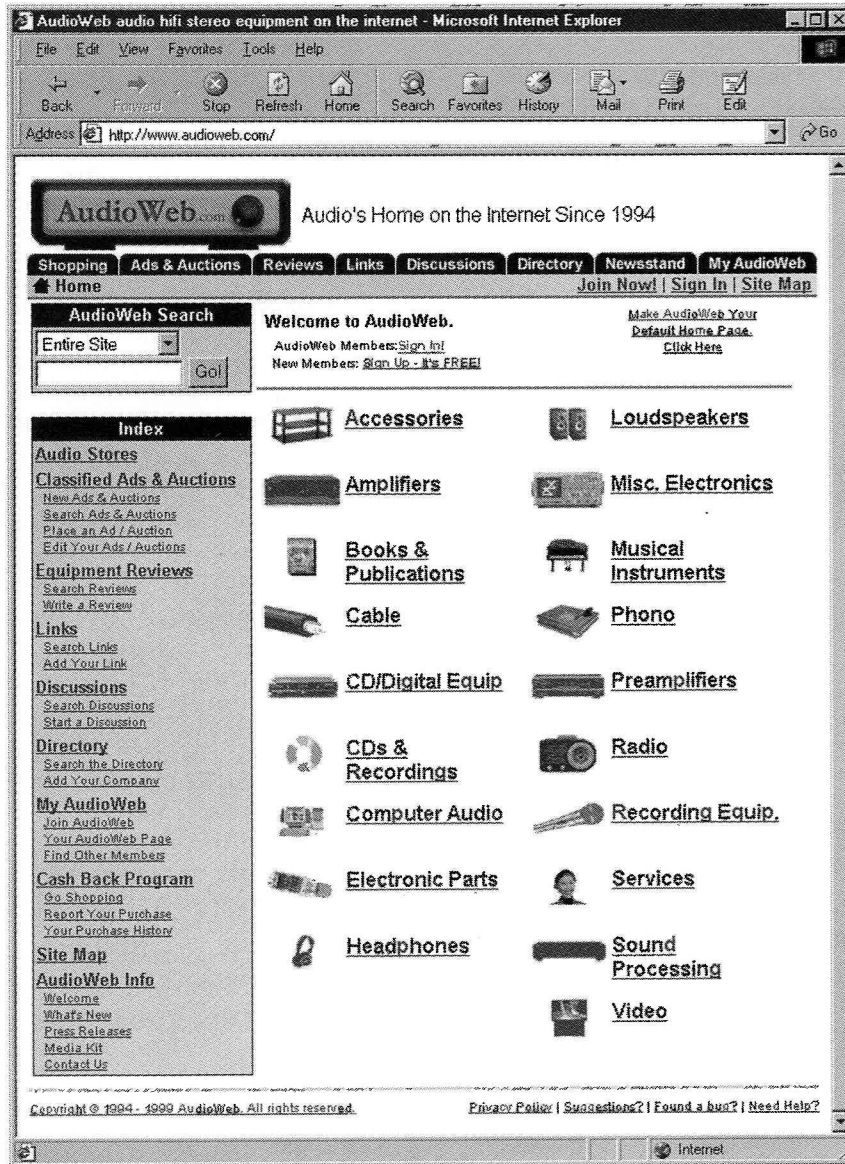 AudioWeb audio hifi stereo equipment on the internet - Microsoft Internet Explorer
File Edit View Favorites Tools Help
Back Forward Stop Refresh Home Search Favorites History Mail Print Edit
Address http://www.audioweb.com/ Go
AudioWeb.com Audio's Home on the Internet Since 1994
Shopping Ads & Auctions Reviews Links Discussions Directory Newsstand My AudioWeb
Home Join Now! | Sign In | Site Map
AudioWeb Search
Entire Site
Go!
Welcome to AudioWeb.
AudioWeb Members: Sign In!
New Members: Sign Up - It's FREE!
Make AudioWeb Your
Default Home Page.
Click Here
Index
Audio Stores
Classified Ads & Auctions
New Ads & Auctions
Search Ads & Auctions
Place an Ad / Auction
Edit Your Ads / Auctions
Equipment Reviews
Search Reviews
Write a Review
Links
Search Links
Add Your Link
Discussions
Search Discussions
Start a Discussion
Directory
Search the Directory
Add Your Company
My AudioWeb
Join AudioWeb
Your AudioWeb Page
Find Other Members
Cash Back Program
Go Shopping
Report Your Purchase
Your Purchase History
Site Map
AudioWeb Info
Welcome
What's New
Press Releases
Media Kit
Contact Us
Accessories
Amplifiers
Books &
Publications
Cable
CD/Digital Equip
CDs &
Recordings
Computer Audio
Electronic Parts
Headphones
Loudspeakers
Misc. Electronics
Musical
Instruments
Phono
Preamplifiers
Radio
Recording Equip.
Services
Sound
Processing
Video
Copyright © 1994 - 1999 AudioWeb. All rights reserved. Privacy Policy | Suggestions? | Found a bug? | Need Help?
Internet